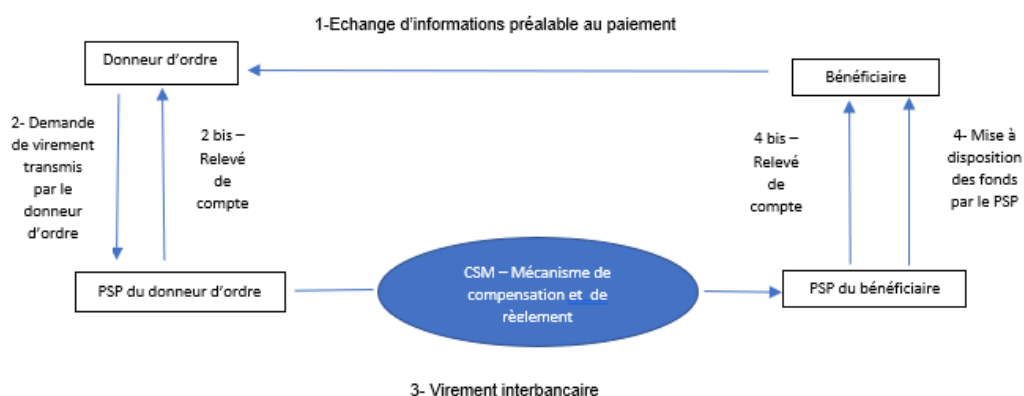 1-Echange d'informations préalable au paiement
Donneur d'ordre
Bénéficiaire
2- Demande
de virement
transmis
par le
donneur
d'ordre
2 bis –
Relevé
de
compte
4 bis –
Relevé
de
compte
4- Mise à
disposition
des fonds
par le PSP
PSP du donneur d'ordre
CSM – Mécanisme de
compensation et de
règlement
PSP du bénéficiaire
3- Virement interbancaire